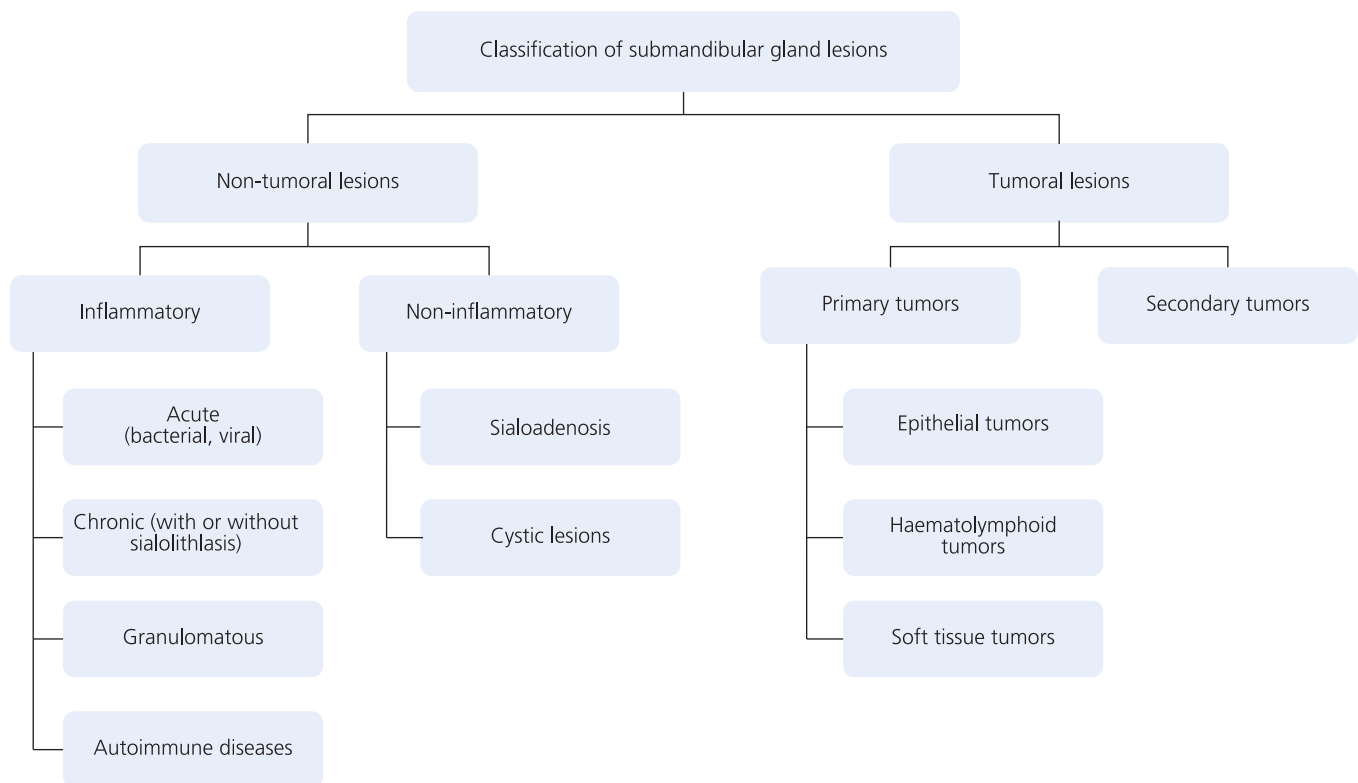 Classification of submandibular gland lesions
Non-tumoral lesions
Tumoral lesions
Inflammatory
Non-inflammatory
Primary tumors
Secondary tumors
Acute
(bacterial, viral)
Sialoadenosis
Epithelial tumors
Chronic (with or without
sialolithlasis)
Cystic lesions
Haematolymphoid
tumors
Granulomatous
Soft tissue tumors
Autoimmune diseases